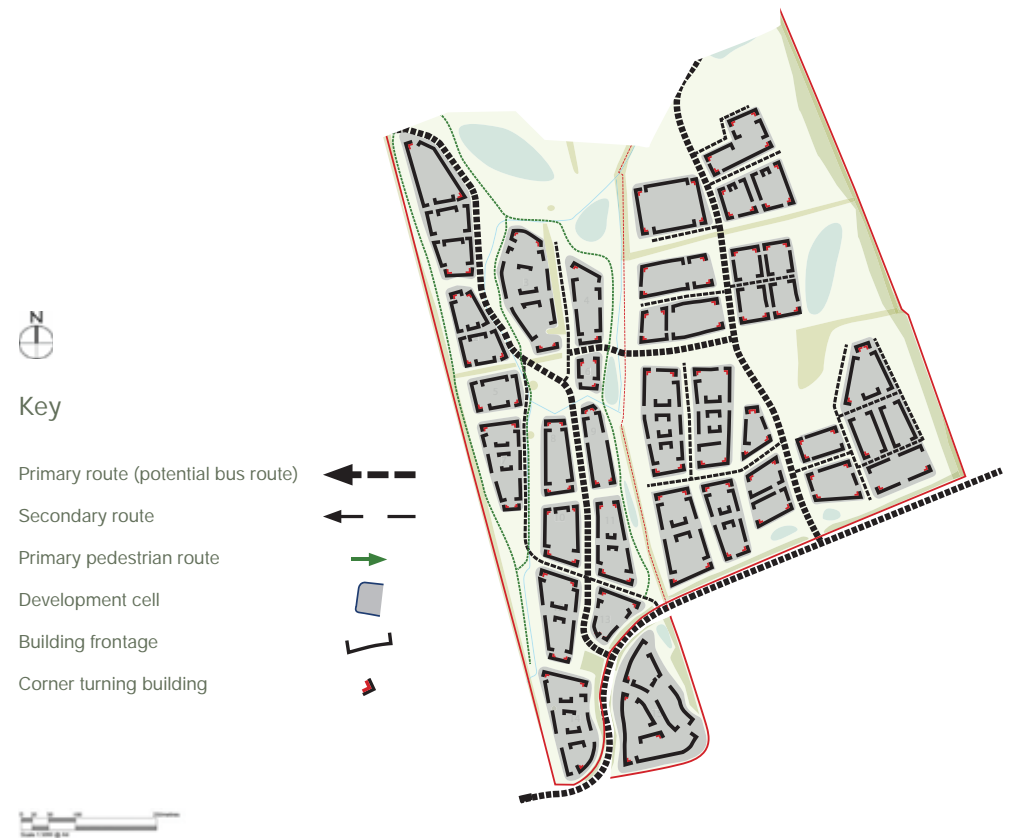 N
Key
Primary route (potential bus route)
Secondary route
Primary pedestrian route
Development cell
Building frontage
Corner turning building